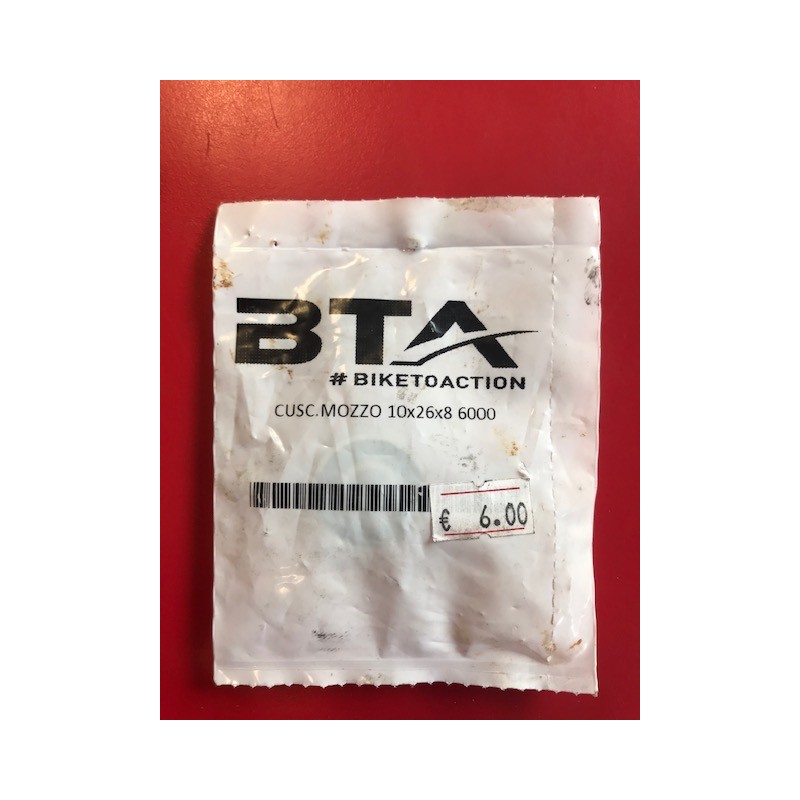 BTA
# BIKETOACTION
CUSC.MOZZO 10x26x8 6000
€ 6.00